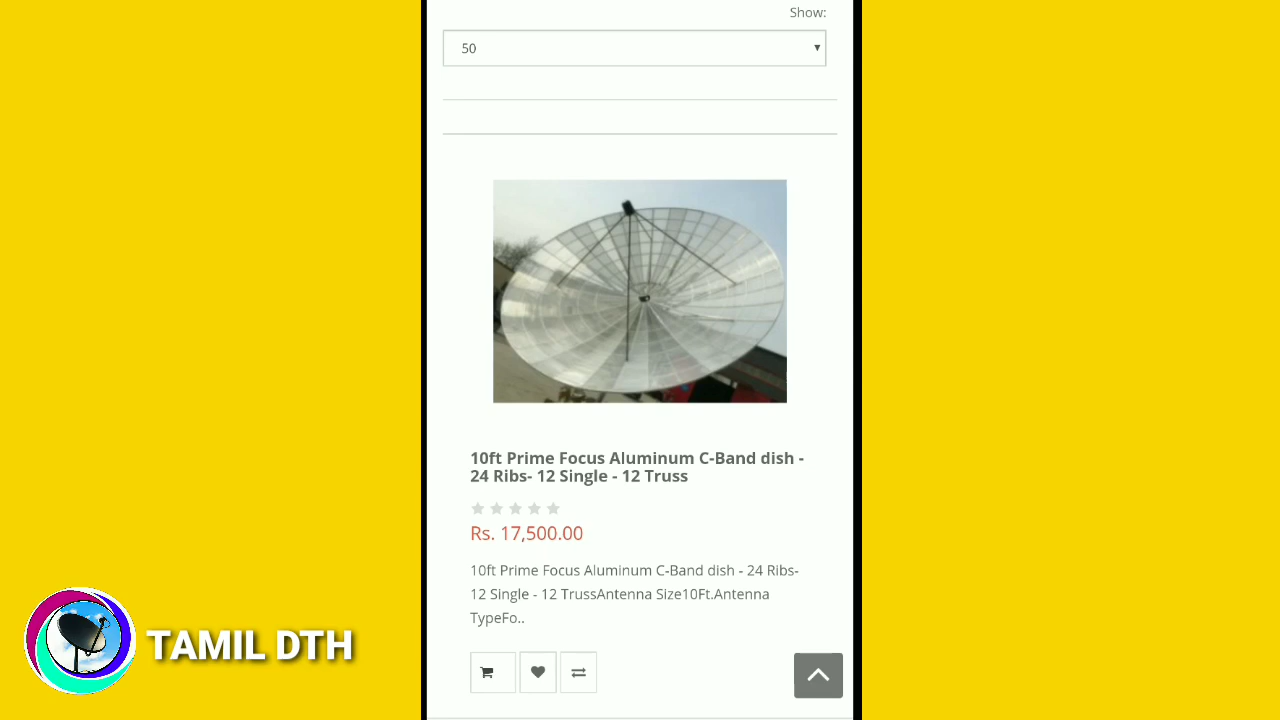 Show:
50
10ft Prime Focus Aluminum C-Band dish -
24 Ribs- 12 Single - 12 Truss
Rs. 17,500.00
10ft Prime Focus Aluminum C-Band dish - 24 Ribs-
12 Single - 12 TrussAntenna Size10Ft.Antenna
TypeFo..
TAMIL DTH